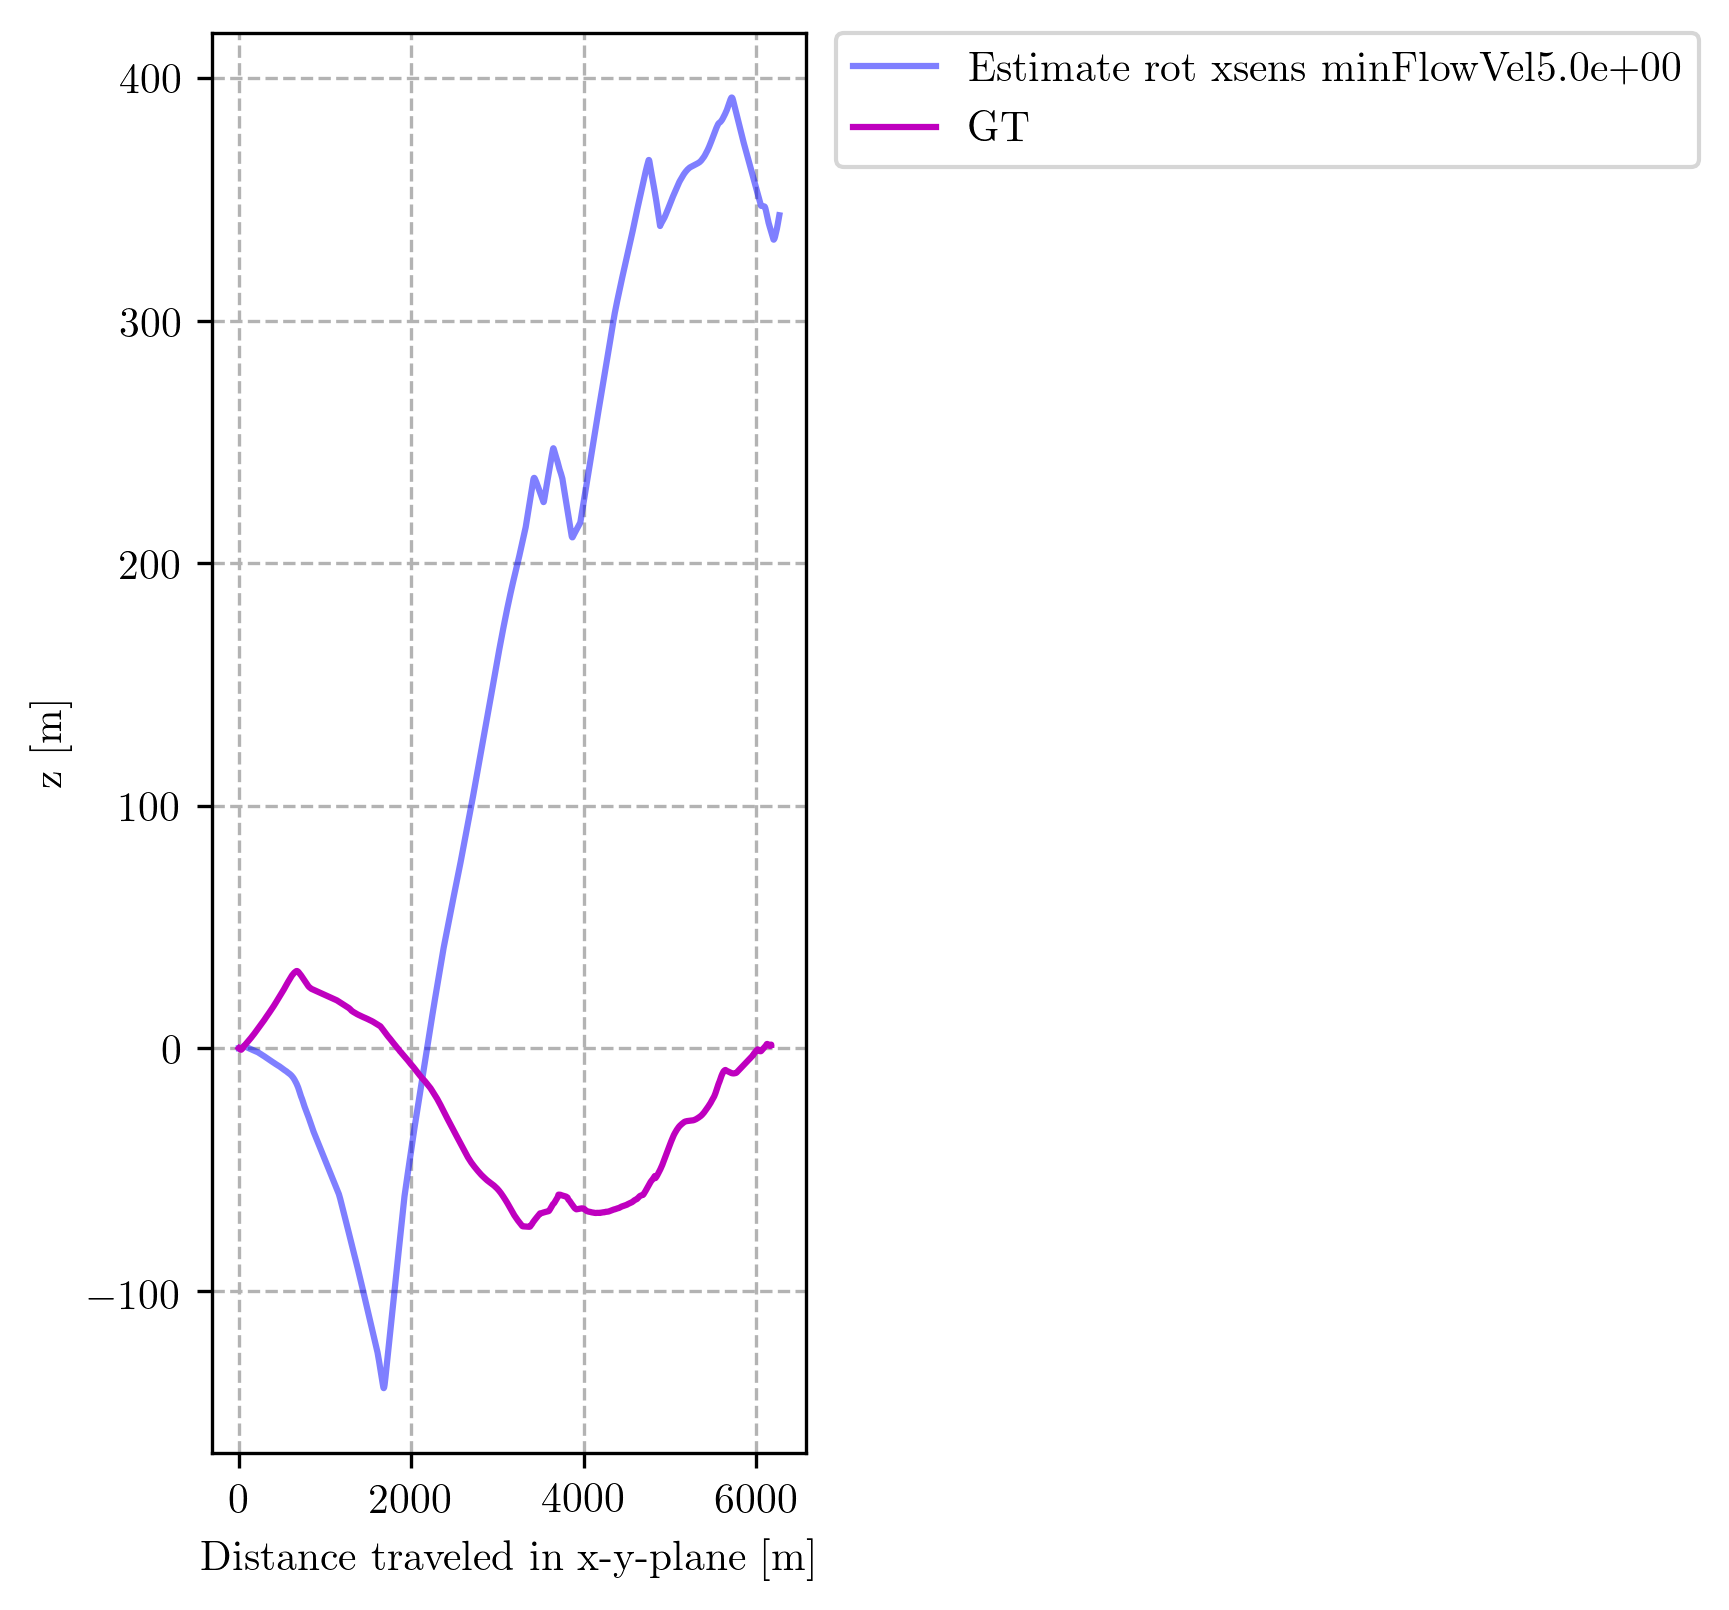 Estimate rot xsens minFlowVel5.0e+00
GT
400
300
200
100
0
−100
z [m]
0 2000 4000 6000
Distance traveled in x-y-plane [m]